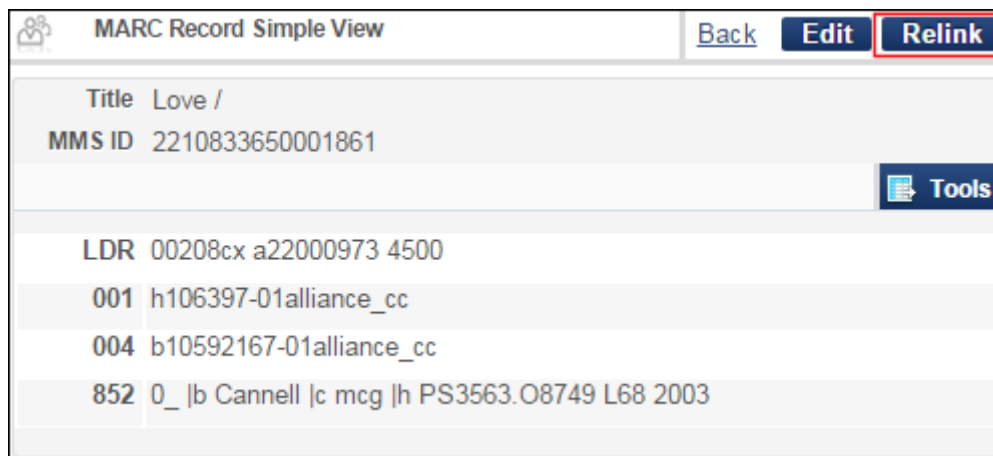 MARC Record Simple View Back Edit Relink
Title Love /
MMS ID 2210833650001861
Tools
LDR 00208cx a22000973 4500
001 h106397-01alliance_cc
004 b10592167-01alliance_cc
852 0_ |b Cannell |c mcg |h PS3563.O8749 L68 2003